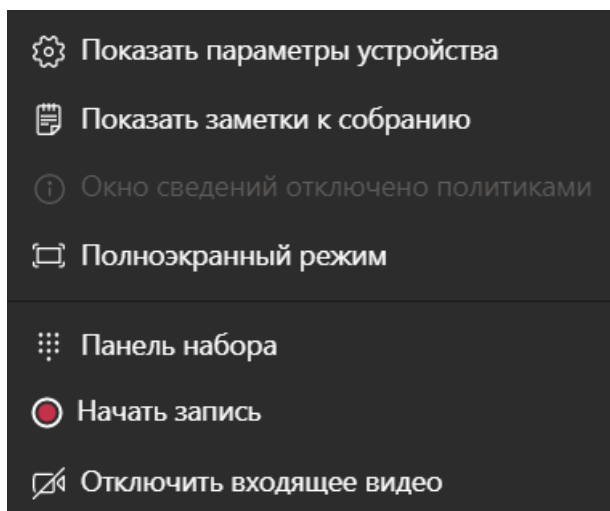 Показать параметры устройства
Показать заметки к собранию
Окно сведений отключено политиками
Полноэкранный режим
Панель набора
Начать запись
Отключить входящее видео